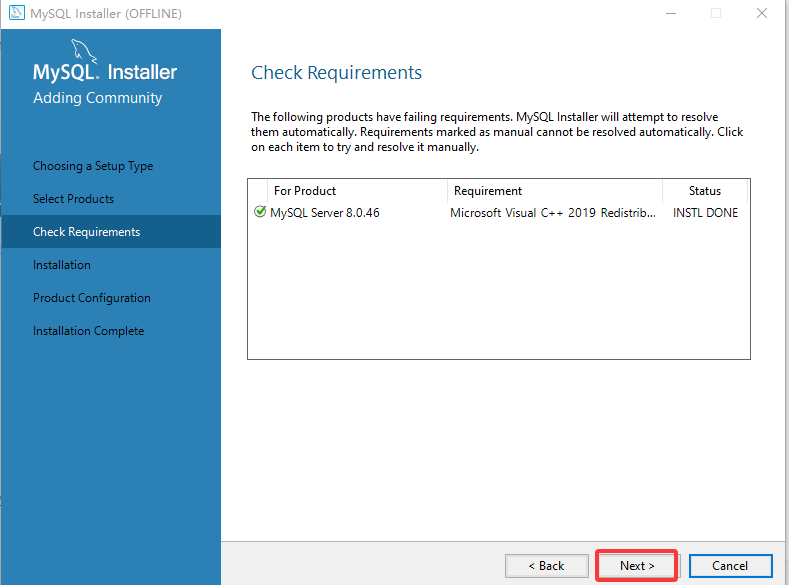 MySQL Installer (OFFLINE)
MySQL. Installer
Adding Community
Choosing a Setup Type
Select Products
Check Requirements
Installation
Product Configuration
Installation Complete
Check Requirements
The following products have failing requirements. MySQL Installer will attempt to resolve
them automatically. Requirements marked as manual cannot be resolved automatically. Click
on each item to try and resolve it manually.
For Product Requirement Status
MySQL Server 8.0.46 Microsoft Visual C++ 2019 Redistrib... INSTL DONE
< Back Next > Cancel